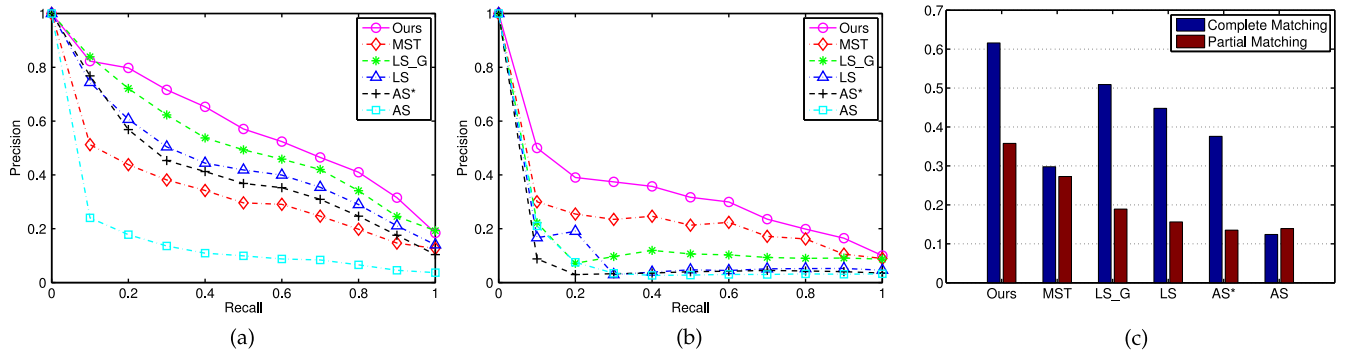 1
0.8
0.6
0.4
0.2
0
Precision
0
0.2
0.4
0.6
0.8
1
Recall
Ours
MST
LS_G
LS
AS*
AS
(a)
1
0.8
0.6
0.4
0.2
0
Precision
0
0.2
0.4
0.6
0.8
1
Recall
Ours
MST
LS_G
LS
AS*
AS
(b)
0.7
0.6
0.5
0.4
0.3
0.2
0.1
0
Complete Matching
Partial Matching
Ours
MST
LS_G
LS
AS*
AS
(c)